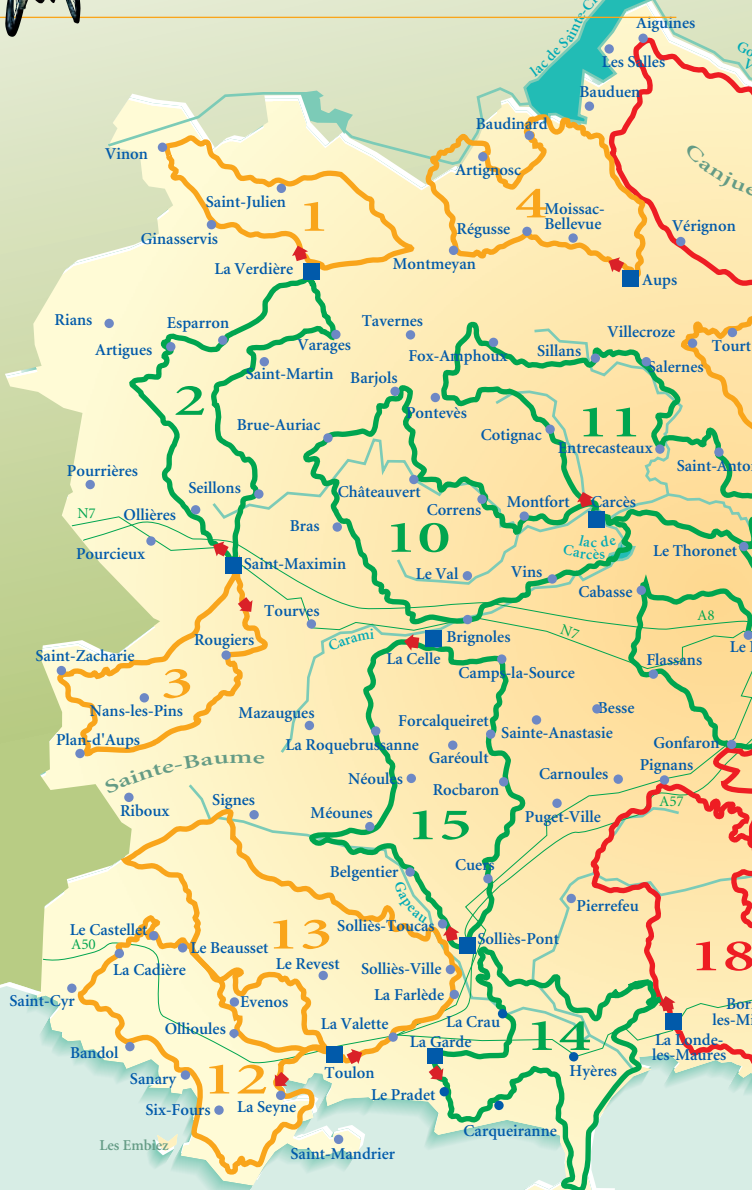 Aiguines
lac de Sainte-C
Les Salles
Bauduen
Baudinard
Canjue
Vinon
Artignosc
Saint-Julien
1
4
Moissac-
Bellevue
Régusse
Vérignon
Ginasservis
La Verdière
Montmeyan
Aups
Rians
Esparron
Tavernes
Villecroze
Artigues
Varages
Fox-Amphoux
Sillans
Tourt
Saint-Martin
Barjols
Salernes
2
Pontevès
11
Brue-Auriac
Cotignac
Entrecasteaux
Saint-Anto
Pourrières
Seillons
Châteauvert
N7
Ollières
Correns
Montfort
Carcès
Bras
10
lac de
Carcès
Le Thoronet
Pourcieux
Saint-Maximin
Le Val
Vins
Cabasse
Tourves
A8
Rougiers
Carami
Brignoles
N7
Le
Saint-Zacharie
La Celle
Camps-la-Source
Flassans
3
Nans-les-Pins
Mazaugues
Forcalqueiret
Besse
Sainte-Anastasie
Plan-d'Aups
La Roquebrussanne
Garéoult
Gonfaron
Sainte-Baume
Néoules
Rocbaron
Carnoules
Pignans
Riboux
Signes
Méounes
15
Puget-Ville
A57
Belgentier
Cuers
Gapeau
Pierrefeu
Le Castellet
13
Solliès-Toucas
Solliès-Pont
A50
Le Beausset
18
La Cadière
Le Revest
Solliès-Ville
Saint-Cyr
Evenos
La Farlède
Bor
les-Mi
Ollioules
La Valette
La Crau
14
La Garde
La Londe-
les-Maures
Bandol
Toulon
Hyères
Sanary
12
Le Pradet
Six-Fours
La Seyne
Carqueiranne
Les Embiez
Saint-Mandrier